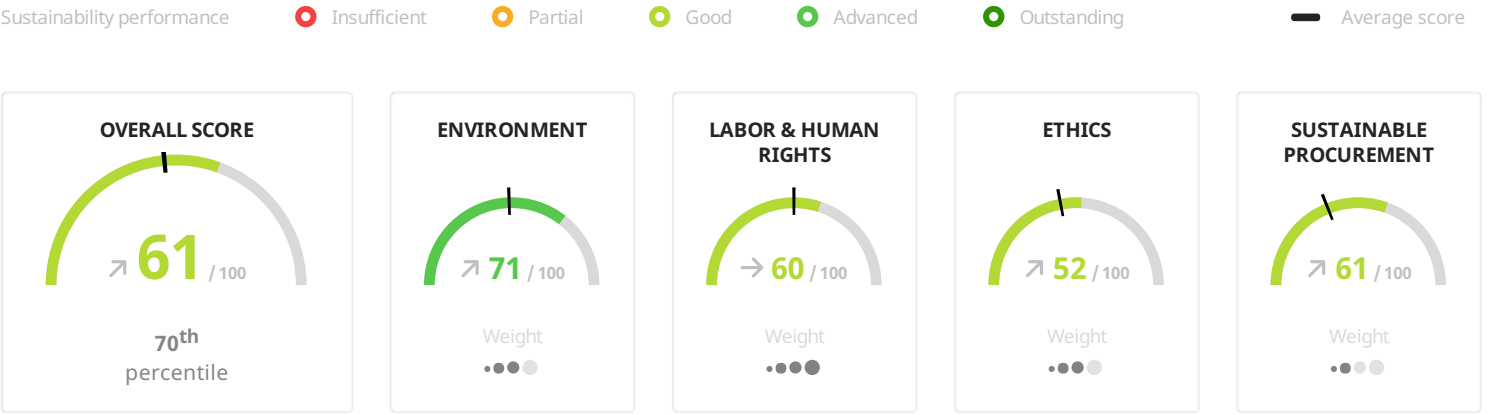 Sustainability performance Insufficient Partial Good Advanced Outstanding Average score
OVERALL SCORE
61 / 100
70th
percentile
ENVIRONMENT
71 / 100
Weight
LABOR & HUMAN
RIGHTS
60 / 100
Weight
ETHICS
52 / 100
Weight
SUSTAINABLE
PROCUREMENT
61 / 100
Weight